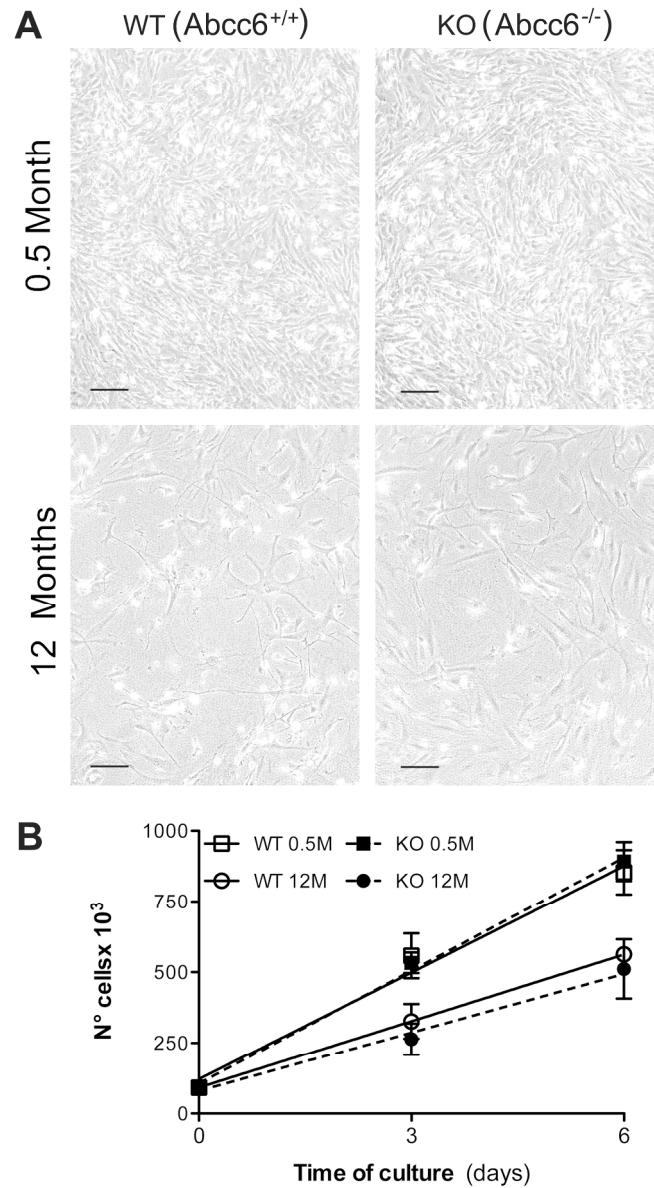 A
WT (Abcc6+/+)
KO (Abcc6-/-)
0.5 Month
12 Months
B
WT 0.5M
KO 0.5M
WT 12M
KO 12M
N° cellsx 10³
1000
750
500
250
0
0
3
6
Time of culture (days)